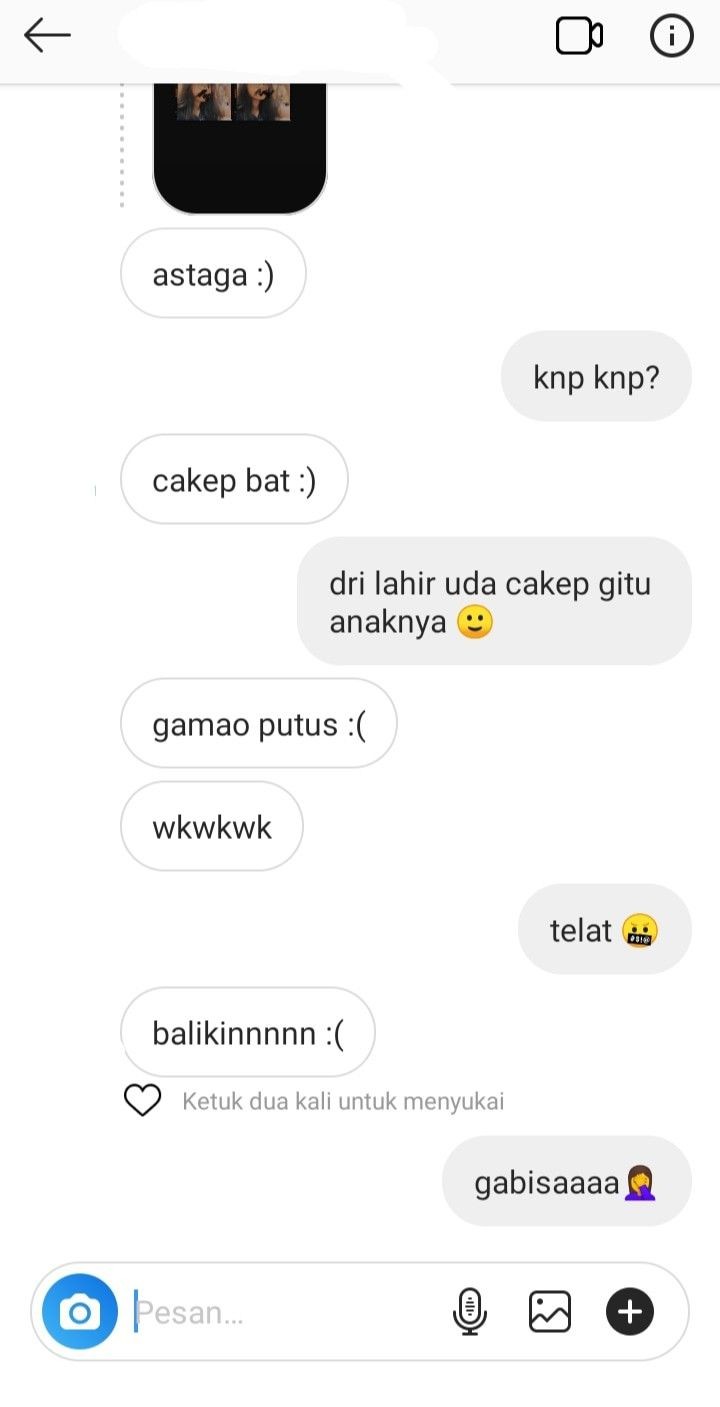 astaga :)
knp knp?
cakep bat :)
dri lahir uda cakep gitu
anaknya 🙂
gamao putus :(
wkwkwk
telat 🤬
balikinnnnn :(
Ketuk dua kali untuk menyukai
gabisaaaa🤦‍♀️
Pesan...